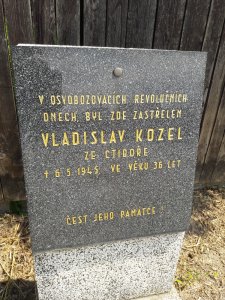 V OSVOBOZOVACÍCH REVOLUČNÍCH
DNECH, BYL ZDE ZASTŘELEN
VLADISLAV KOZEL
ZE CTIBOŘE
† 6.5.1945, VE VĚKU 36 LET
ČEST JEHO PAMÁTCE !